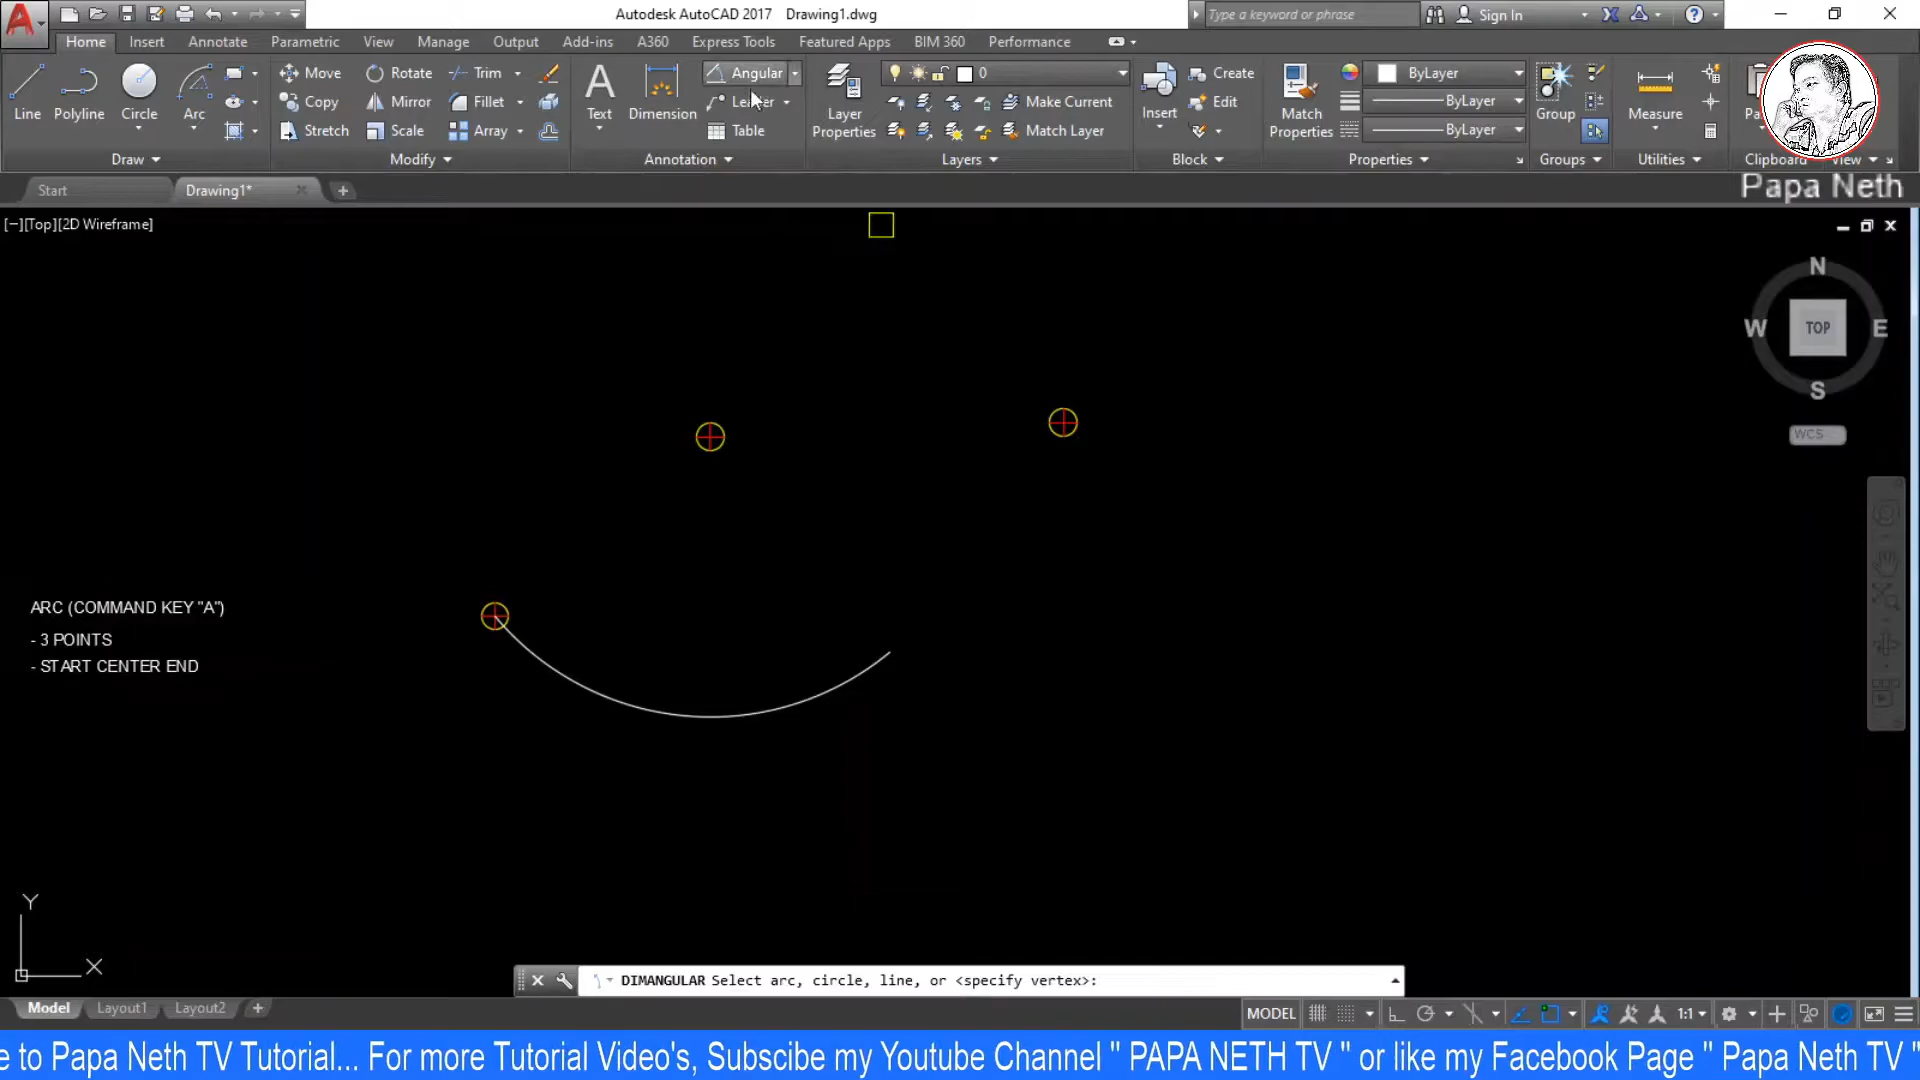 Autodesk AutoCAD 2017 Drawing1.dwg
Type a keyword or phrase
Sign In
Home Insert Annotate Parametric View Manage Output Add-ins A360 Express Tools Featured Apps BIM 360 Performance
Line Polyline Circle Arc
Move Rotate Trim
Copy Mirror Fillet
Stretch Scale Array
Text Dimension
Angular
Table
Layer Properties
0
Make Current
Match Layer
Insert
Create
Edit
Match Properties
ByLayer
ByLayer
ByLayer
Group
Measure
Draw Modify Annotation Layers Block Properties Groups Utilities Clipboard View
Start Drawing1*
Papa Neth
[−][Top][2D Wireframe]
N
W TOP E
S
WCS
ARC (COMMAND KEY "A")
- 3 POINTS
- START CENTER END
Y
X
DIMANGULAR Select arc, circle, line, or <specify vertex>:
Model Layout1 Layout2
MODEL
1:1
e to Papa Neth TV Tutorial... For more Tutorial Video's, Subscibe my Youtube Channel " PAPA NETH TV " or like my Facebook Page " Papa Neth TV "